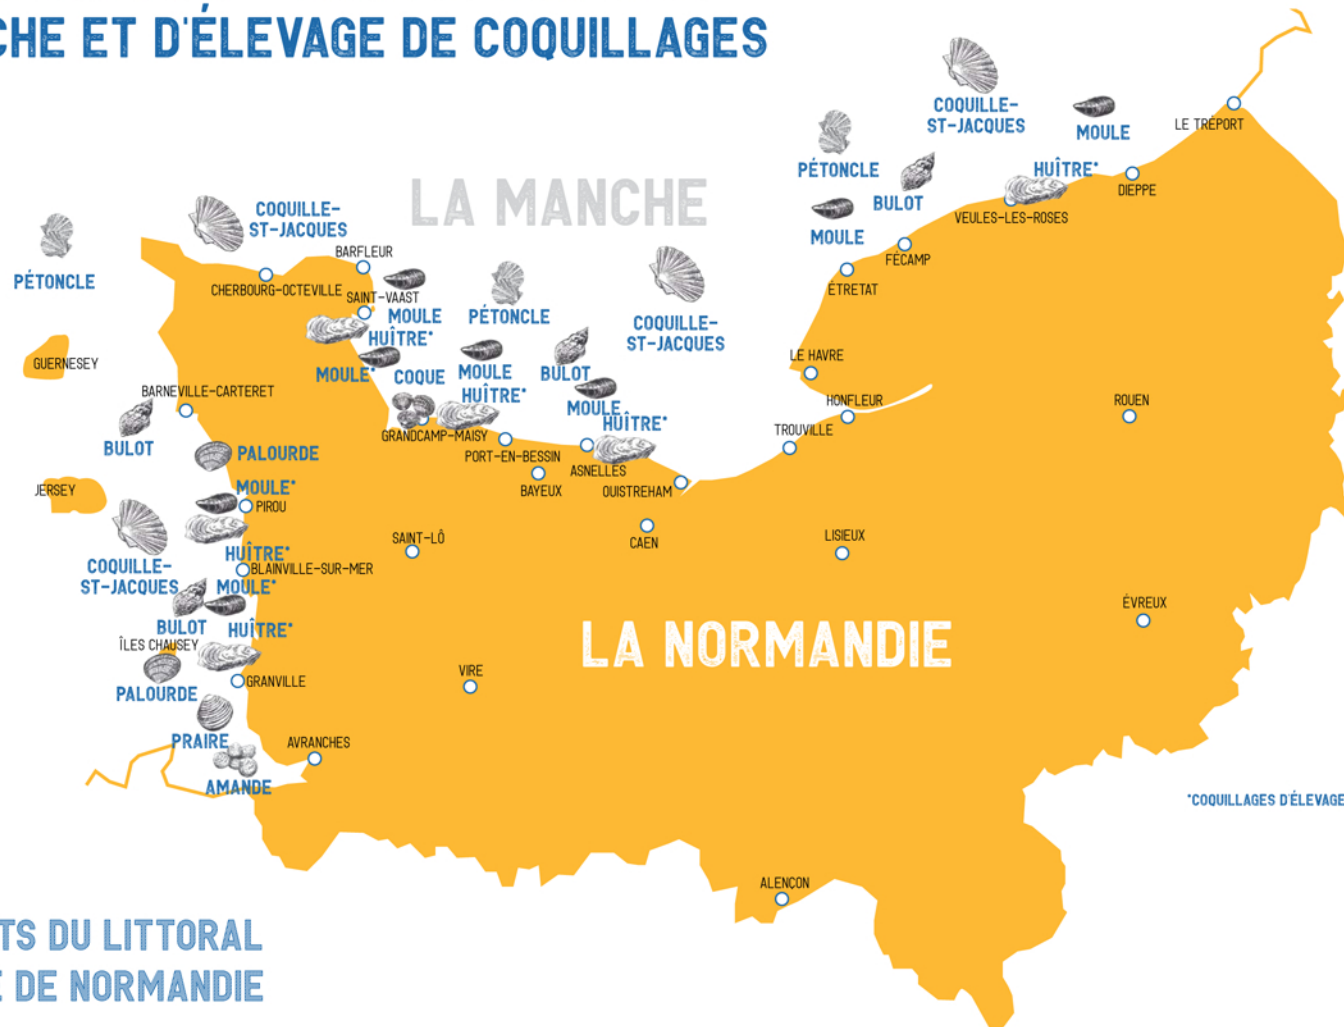 CHE ET D'ÉLEVAGE DE COQUILLAGES
COQUILLE-
ST-JACQUES
MOULE
LE TRÉPORT
PÉTONCLE
HUÎTRE*
DIEPPE
BULOT
VEULES-LES-ROSES
MOULE
FÉCAMP
ÉTRETAT
LA MANCHE
COQUILLE-
ST-JACQUES
BARFLEUR
PÉTONCLE
CHERBOURG-OCTEVILLE
SAINT-VAAST
MOULE
HUÎTRE*
PÉTONCLE
COQUILLE-
ST-JACQUES
GUERNESEY
MOULE*
COQUE
MOULE
BULOT
LE HAVRE
BARNEVILLE-CARTERET
HUÎTRE*
MOULE
HUÎTRE*
HONFLEUR
ROUEN
BULOT
GRANDCAMP-MAISY
TROUVILLE
PALOURDE
PORT-EN-BESSIN
ASNELLES
JERSEY
MOULE*
BAYEUX
OUISTREHAM
PIROU
SAINT-LÔ
CAEN
LISIEUX
HUÎTRE*
COQUILLE-
ST-JACQUES
BLAINVILLE-SUR-MER
MOULE*
BULOT
HUÎTRE*
ÉVREUX
ÎLES CHAUSEY
LA NORMANDIE
PALOURDE
GRANVILLE
VIRE
PRAIRE
AVRANCHES
AMANDE
*COQUILLAGES D'ÉLEVAGE
ALENÇON
TS DU LITTORAL
E DE NORMANDIE